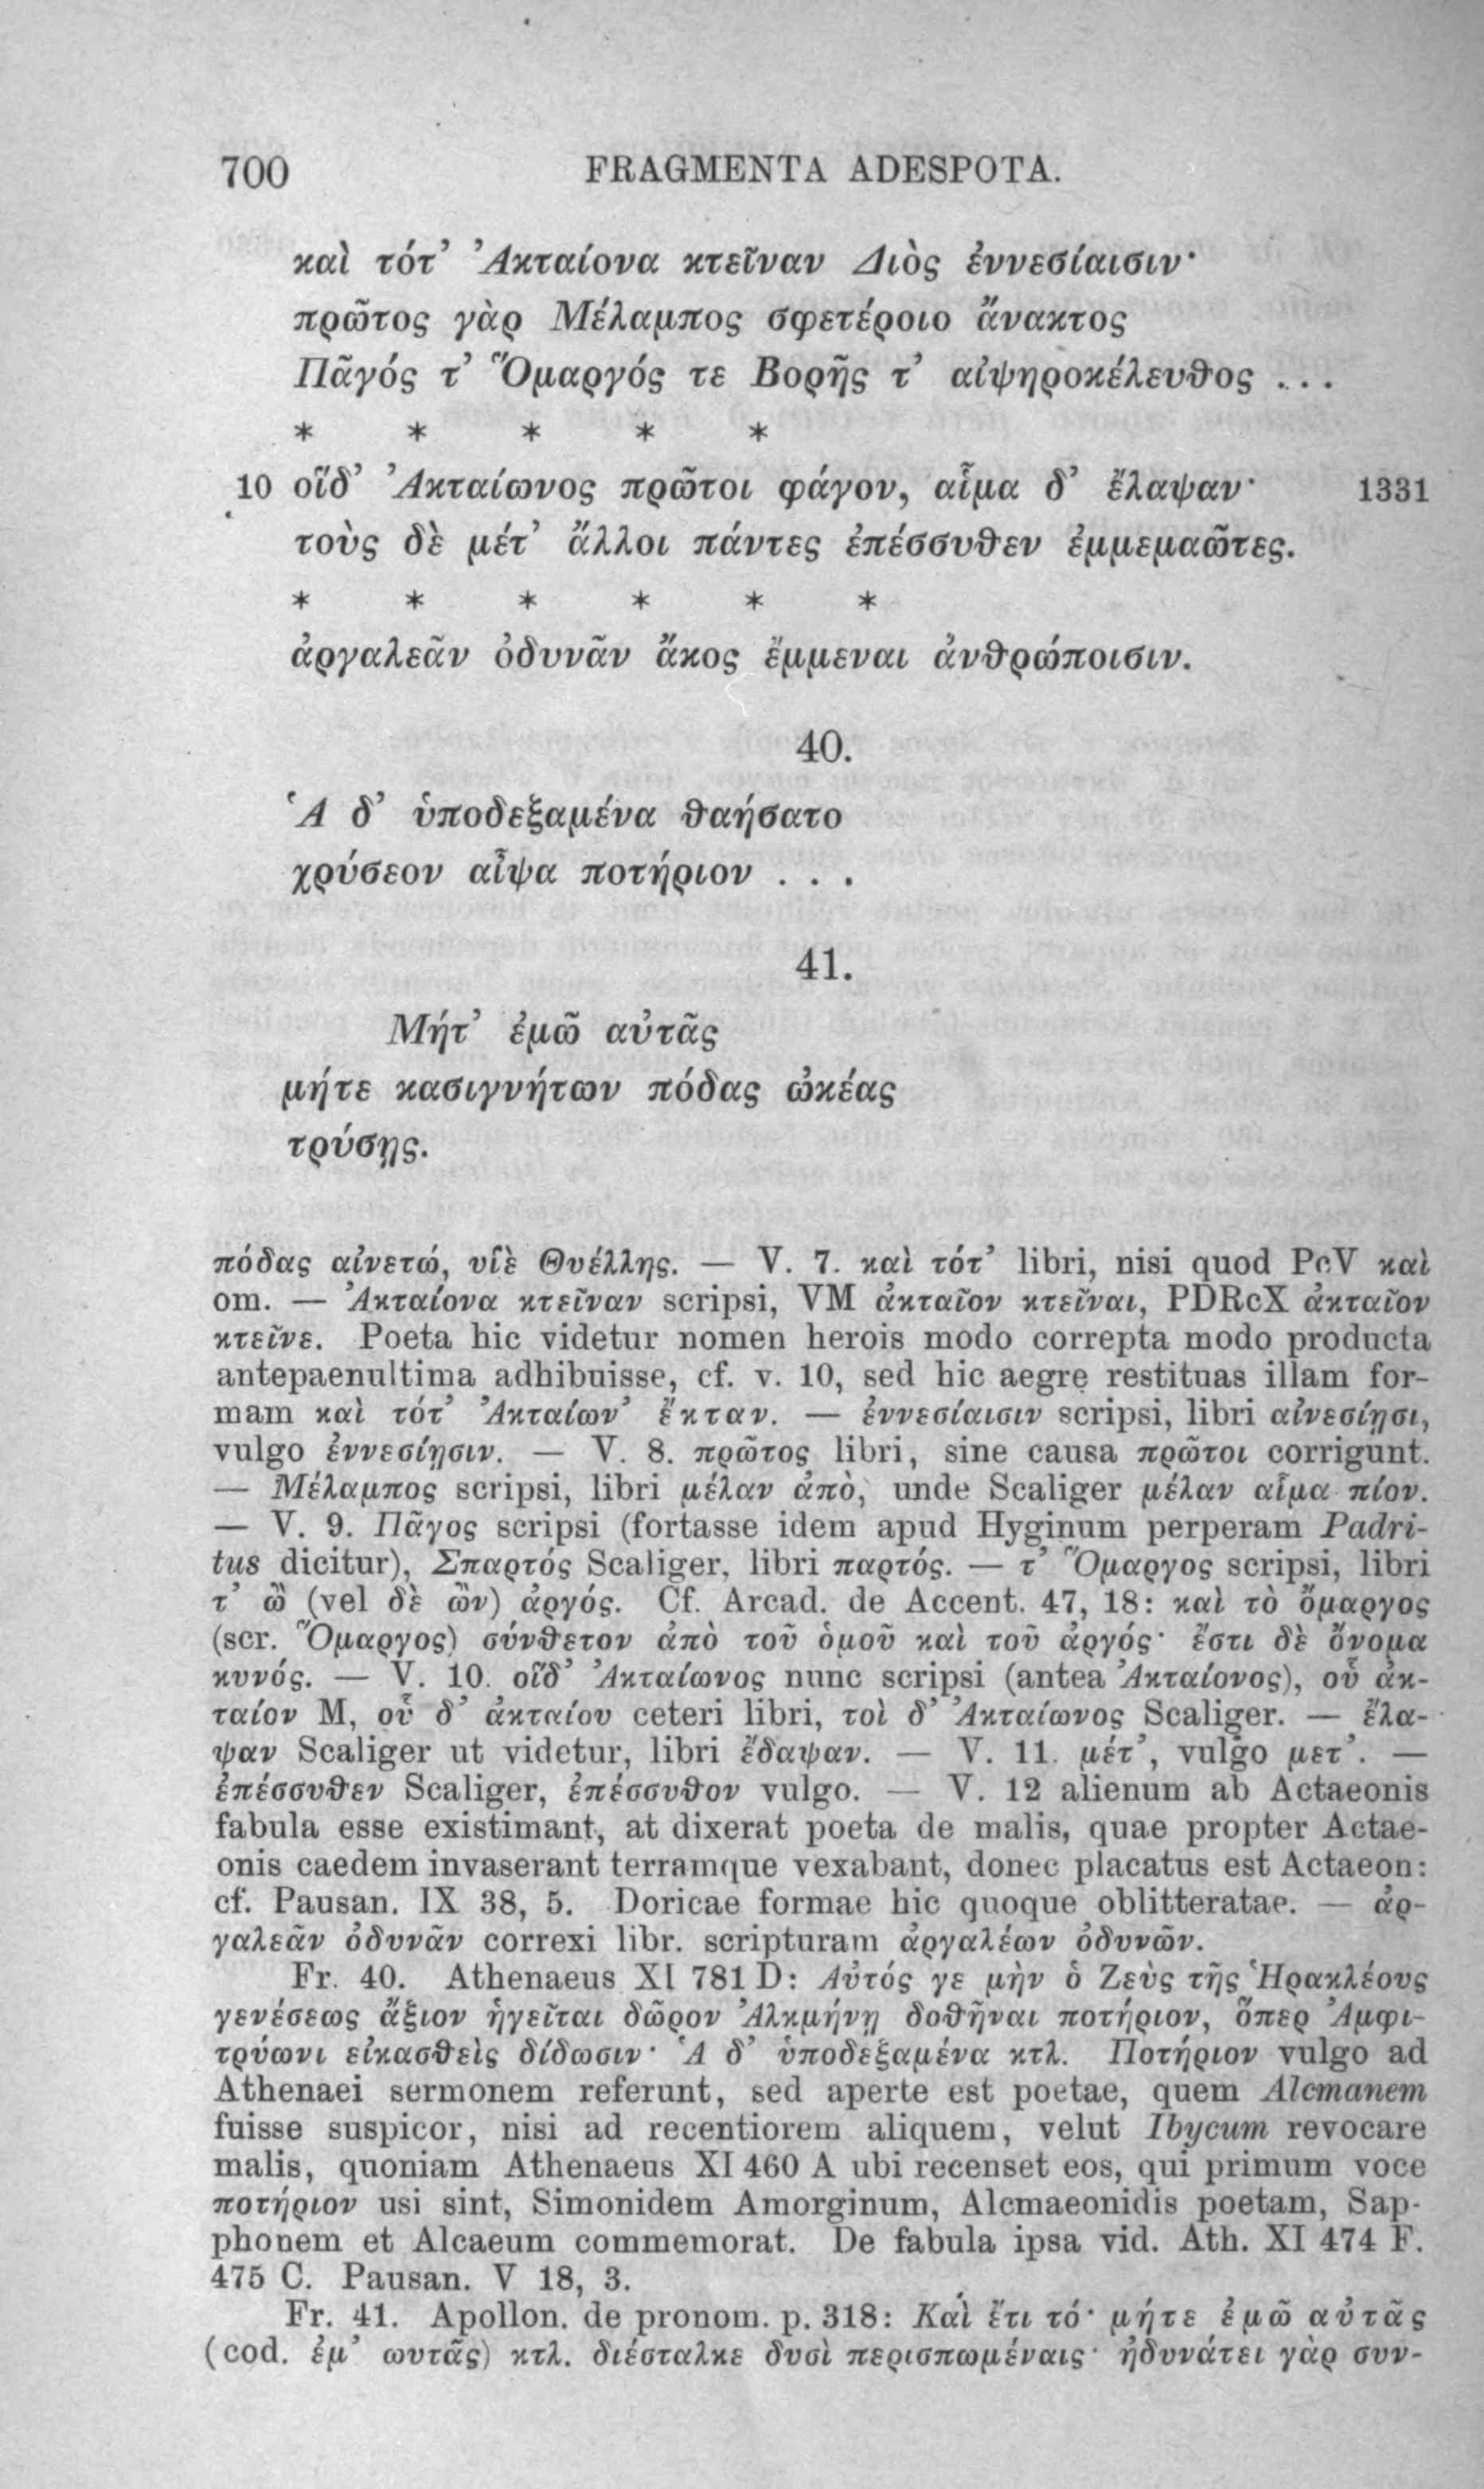 700 FRAGMENTA ADESPOTA.
καὶ τότ’ Ἀκταίονα κτεῖναν Διὸς ἐννεσίαισιν·
πρῶτος γὰρ Μέλαμπος σφετέροιο ἄνακτος
Πᾶγός τ’ Ὅμαργός τε Βορῆς τ’ αἰψηροκέλευθος ...
* * * * *
10 οἵδ’ Ἀκταίωνος πρῶτοι φάγον, αἷμα δ’ ἔλαψαν· 1331
τοὺς δὲ μέτ’ ἄλλοι πάντες ἐπέσσυθεν ἐμμεμαῶτες.
* * * * * *
ἀργαλεᾶν ὀδυνᾶν ἄκος ἔμμεναι ἀνθρώποισιν.
40.
Ἁ δ’ ὑποδεξαμένα θαήσατο
χρύσεον αἶψα ποτήριον . . .
41.
Μήτ’ ἐμῶ αὐτᾶς
μήτε κασιγνήτων πόδας ὠκέας
τρύσῃς.
πόδας αἰνετώ, υἱὲ Θυέλλης. — V. 7. καὶ τότ’ libri, nisi quod PcV καὶ
om. — Ἀκταίονα κτεῖναν scripsi, VM ἀκταῖον κτεῖναι, PDRcX ἀκταῖον
κτεῖνε. Poeta hic videtur nomen herois modo correpta modo producta
antepaenultima adhibuisse, cf. v. 10, sed hic aegre restituas illam for-
mam καὶ τότ’ Ἀκταίων’ ἔκταν. — ἐννεσίαισιν scripsi, libri αἰνεσίῃσι,
vulgo ἐννεσίῃσιν. — V. 8. πρῶτος libri, sine causa πρῶτοι corrigunt.
— Μέλαμπος scripsi, libri μέλαν ἀπὸ, unde Scaliger μέλαν αἷμα πίον.
— V. 9. Πᾶγος scripsi (fortasse idem apud Hyginum perperam Padri-
tus dicitur), Σπαρτός Scaliger, libri παρτός. — τ’ Ὅμαργος scripsi, libri
τ’ ὢ (vel δὲ ὢν) ἀργός. Cf. Arcad. de Accent. 47, 18: καὶ τὸ ὄμαργος
(scr. Ὅμαργος) σύνθετον ἀπὸ τοῦ ὁμοῦ καὶ τοῦ ἀργός· ἔστι δὲ ὄνομα
κυνός. — V. 10. οἵδ’ Ἀκταίωνος nunc scripsi (antea Ἀκταίονος), οὗ ἀκ-
ταίον M, οὗ δ’ ἀκταίου ceteri libri, τοὶ δ’ Ἀκταίωνος Scaliger. — ἔλα-
ψαν Scaliger ut videtur, libri ἔδαψαν. — V. 11. μέτ’, vulgo μετ’. —
ἐπέσσυθεν Scaliger, ἐπέσσυθον vulgo. — V. 12 alienum ab Actaeonis
fabula esse existimant, at dixerat poeta de malis, quae propter Actae-
onis caedem invaserant terramque vexabant, donec placatus est Actaeon:
cf. Pausan. IX 38, 5. Doricae formae hic quoque oblitteratae. — ἀρ-
γαλεᾶν ὀδυνᾶν correxi libr. scripturam ἀργαλέων ὀδυνῶν.
Fr. 40. Athenaeus XI 781 D: Αὐτός γε μὴν ὁ Ζεὺς τῆς Ἡρακλέους
γενέσεως ἄξιον ἡγεῖται δῶρον Ἀλκμήνῃ δοθῆναι ποτήριον, ὅπερ Ἀμφι-
τρύωνι εἰκασθεὶς δίδωσιν· Ἁ δ’ ὑποδεξαμένα κτλ. Ποτήριον vulgo ad
Athenaei sermonem referunt, sed aperte est poetae, quem Alcmanem
fuisse suspicor, nisi ad recentiorem aliquem, velut Ibycum revocare
malis, quoniam Athenaeus XI 460 A ubi recenset eos, qui primum voce
ποτήριον usi sint, Simonidem Amorginum, Alcmaeonidis poetam, Sap-
phonem et Alcaeum commemorat. De fabula ipsa vid. Ath. XI 474 F.
475 C. Pausan. V 18, 3.
Fr. 41. Apollon. de pronom. p. 318: Καὶ ἔτι τό· μήτε ἐμῶ αὐτᾶς
(cod. ἐμ’ ωυτᾶς) κτλ. διέσταλκε δυσὶ περισπωμέναις· ἠδυνάτει γὰρ συν-